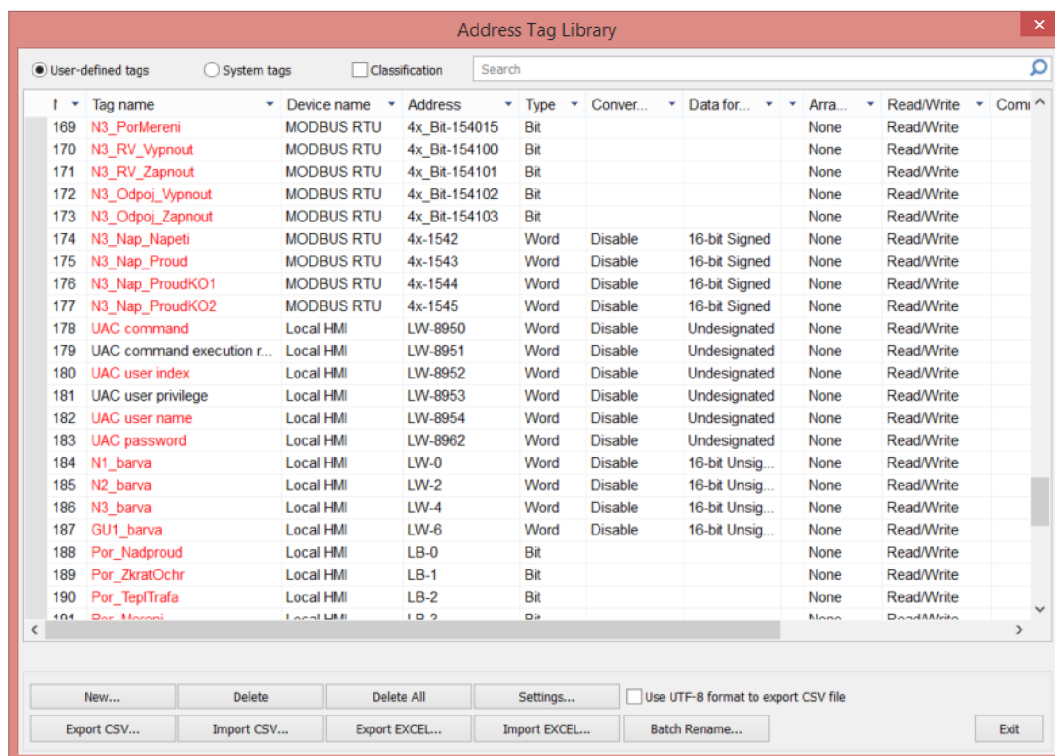 Address Tag Library
User-defined tags System tags Classification Search
Tag name Device name Address Type Conver... Data for... Arra... Read/Write
169 N3_PorMereni MODBUS RTU 4x_Bit-154015 Bit None Read/Write
170 N3_RV_Vypnout MODBUS RTU 4x_Bit-154100 Bit None Read/Write
171 N3_RV_Zapnout MODBUS RTU 4x_Bit-154101 Bit None Read/Write
172 N3_Odpoj_Vypnout MODBUS RTU 4x_Bit-154102 Bit None Read/Write
173 N3_Odpoj_Zapnout MODBUS RTU 4x_Bit-154103 Bit None Read/Write
174 N3_Nap_Napeti MODBUS RTU 4x-1542 Word Disable 16-bit Signed None Read/Write
175 N3_Nap_Proud MODBUS RTU 4x-1543 Word Disable 16-bit Signed None Read/Write
176 N3_Nap_ProudKO1 MODBUS RTU 4x-1544 Word Disable 16-bit Signed None Read/Write
177 N3_Nap_ProudKO2 MODBUS RTU 4x-1545 Word Disable 16-bit Signed None Read/Write
178 UAC command Local HMI LW-8950 Word Disable Undesignated None Read/Write
179 UAC command execution r... Local HMI LW-8951 Word Disable Undesignated None Read/Write
180 UAC user index Local HMI LW-8952 Word Disable Undesignated None Read/Write
181 UAC user privilege Local HMI LW-8953 Word Disable Undesignated None Read/Write
182 UAC user name Local HMI LW-8954 Word Disable Undesignated None Read/Write
183 UAC password Local HMI LW-8962 Word Disable Undesignated None Read/Write
184 N1_barva Local HMI LW-0 Word Disable 16-bit Unsig... None Read/Write
185 N2_barva Local HMI LW-2 Word Disable 16-bit Unsig... None Read/Write
186 N3_barva Local HMI LW-4 Word Disable 16-bit Unsig... None Read/Write
187 GU1_barva Local HMI LW-6 Word Disable 16-bit Unsig... None Read/Write
188 Por_Nadproud Local HMI LB-0 Bit None Read/Write
189 Por_ZkratOchr Local HMI LB-1 Bit None Read/Write
190 Por_TeplTrafa Local HMI LB-2 Bit None Read/Write
191 Por_Mereni Local HMI LB-3 Bit None Read/Write
New... Delete Delete All Settings... Use UTF-8 format to export CSV file
Export CSV... Import CSV... Export EXCEL... Import EXCEL... Batch Rename... Exit